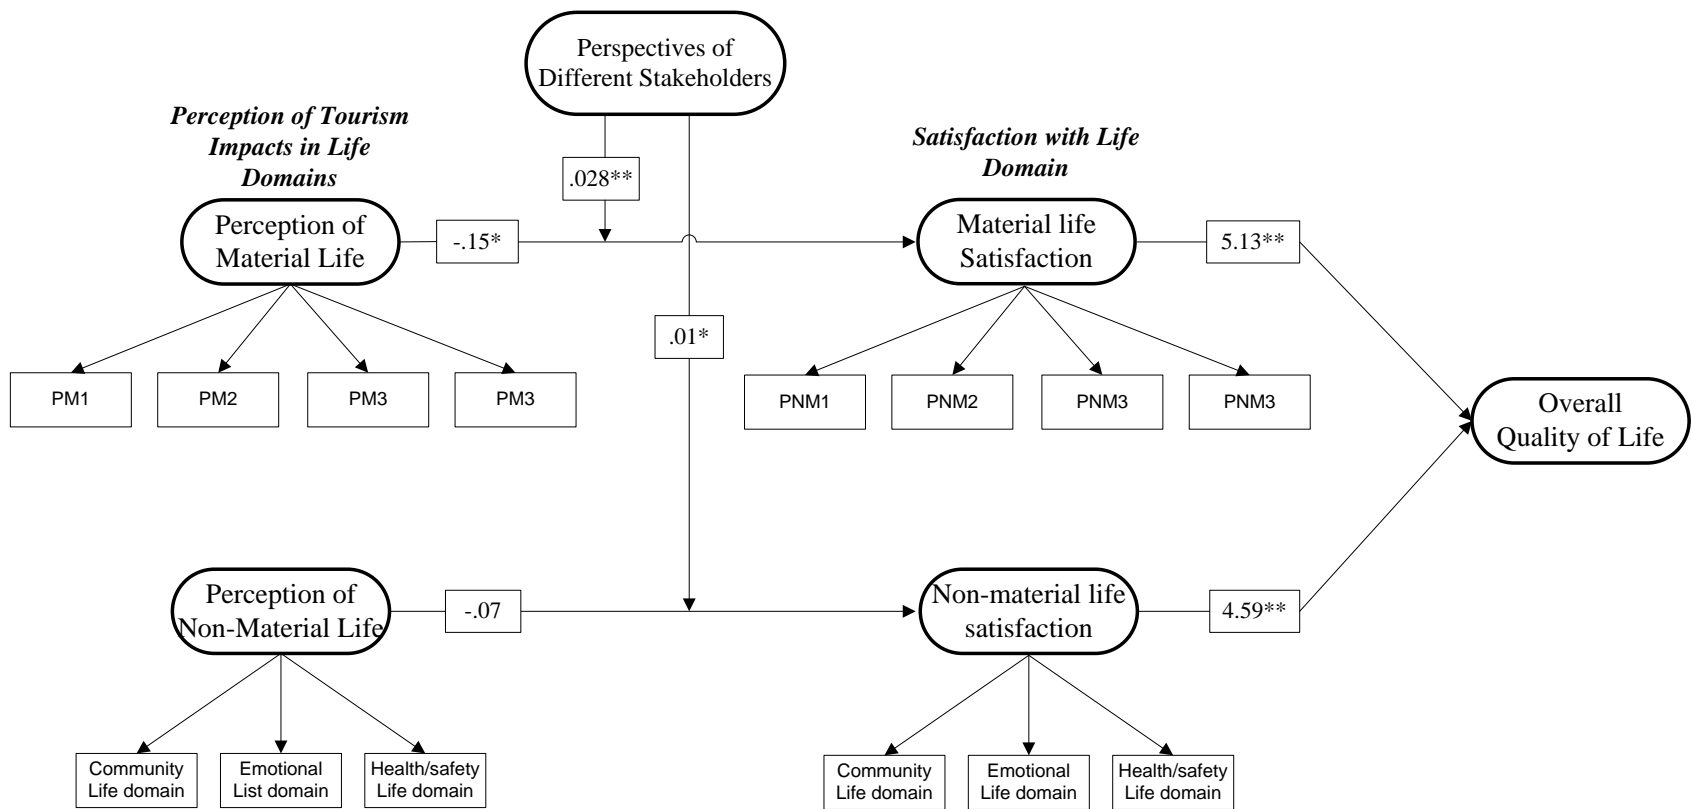 Perspectives of
Different Stakeholders
Perception of Tourism
Impacts in Life
Domains
Satisfaction with Life
Domain
.028**
Perception of
Material Life
-.15*
Material life
Satisfaction
5.13**
.01*
PM1
PM2
PM3
PM3
PNM1
PNM2
PNM3
PNM3
Overall
Quality of Life
Perception of
Non-Material Life
-.07
Non-material life
satisfaction
4.59**
Community
Life domain
Emotional
List domain
Health/safety
Life domain
Community
Life domain
Emotional
Life domain
Health/safety
Life domain